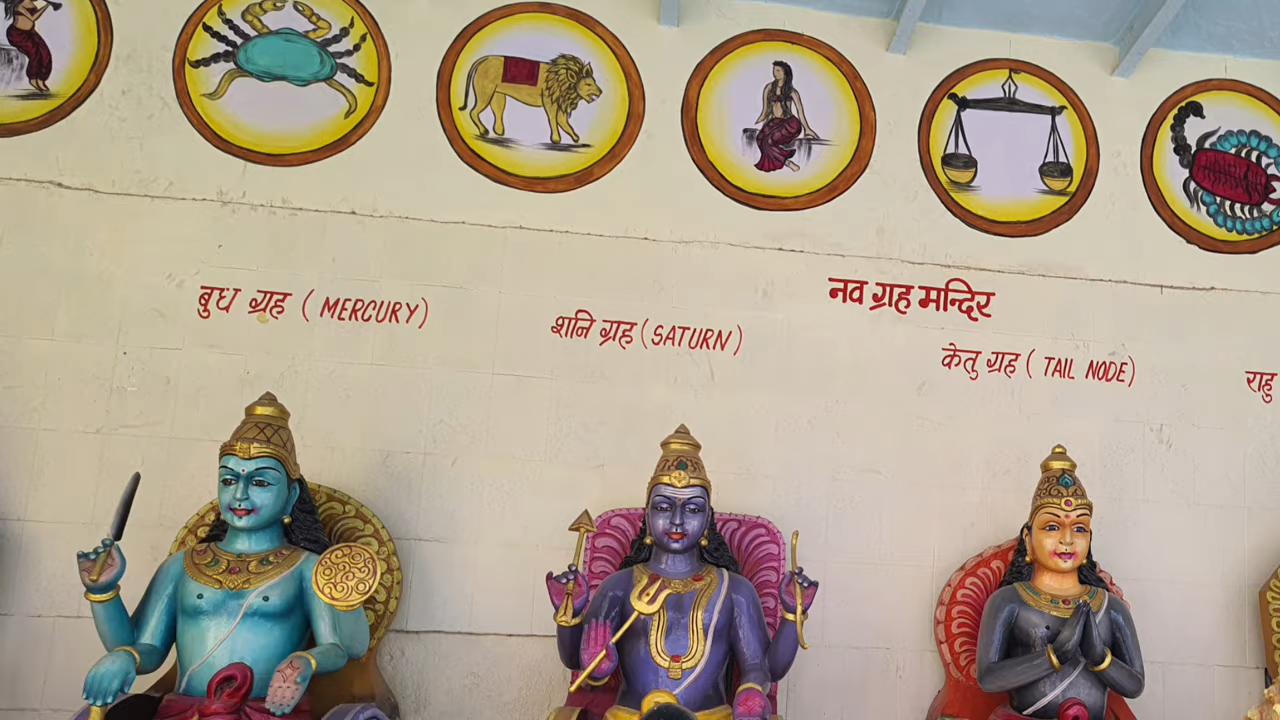 बुध ग्रह ( MERCURY)
शनि ग्रह (SATURN)
नव ग्रह मन्दिर
केतु ग्रह ( TAIL NODE)
राहु